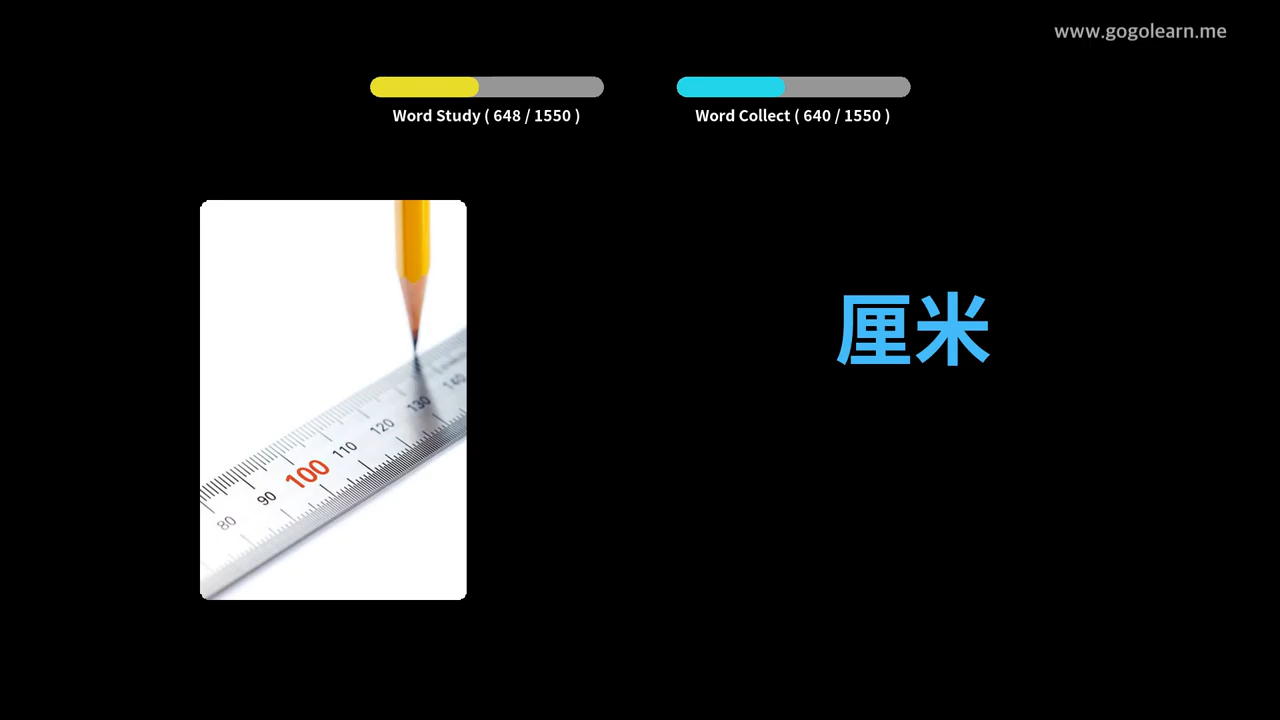 www.gogolearn.me
Word Study ( 648 / 1550 )
Word Collect ( 640 / 1550 )
厘米
80
90
100
110
120
130
140